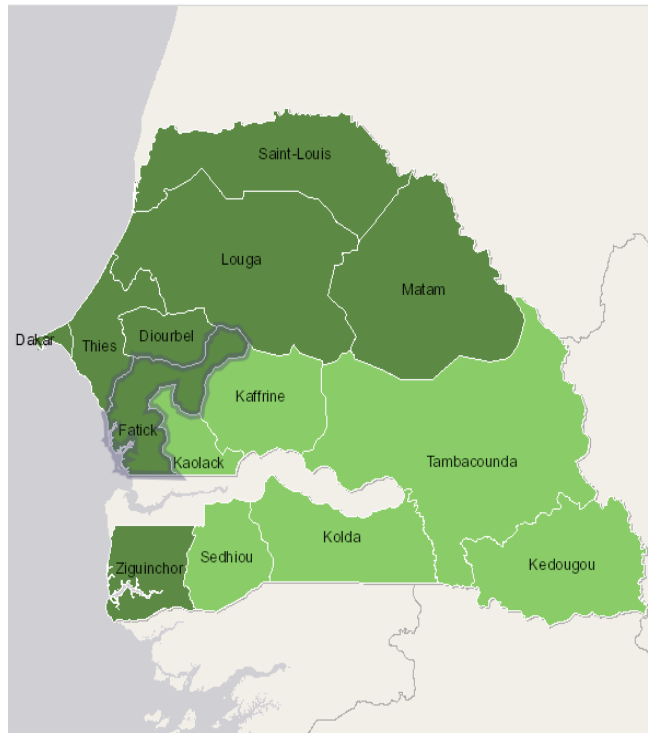 Saint-Louis
Louga
Matam
Dakar
Thies
Diourbel
Kaffrine
Fatick
Kaolack
Tambacounda
Kolda
Sedhiou
Ziguinchor
Kedougou